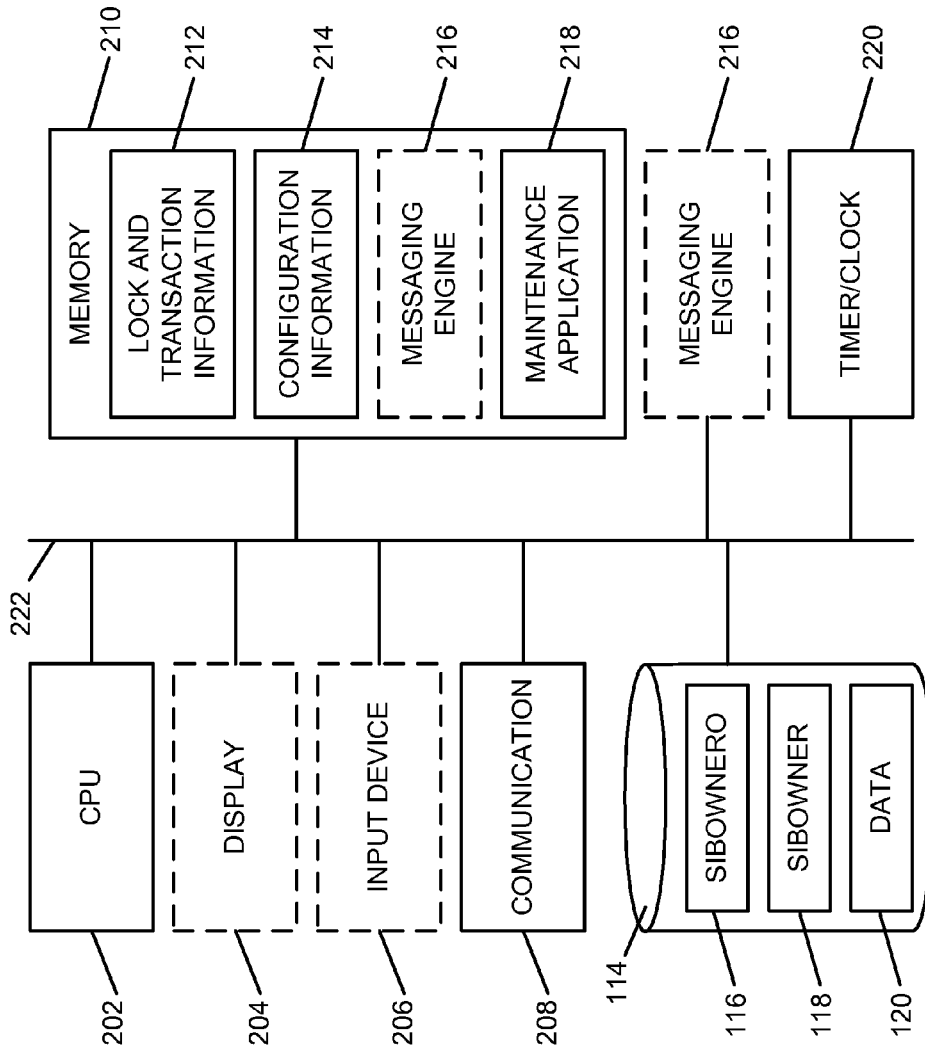 222
CPU
202
DISPLAY
204
INPUT DEVICE
206
COMMUNICATION
208
114
SIBOWNERO
116
SIBOWNER
118
DATA
120
MEMORY
210
LOCK AND
TRANSACTION
INFORMATION
212
CONFIGURATION
INFORMATION
214
MESSAGING
ENGINE
216
MAINTENANCE
APPLICATION
218
MESSAGING
ENGINE
216
TIMER/CLOCK
220